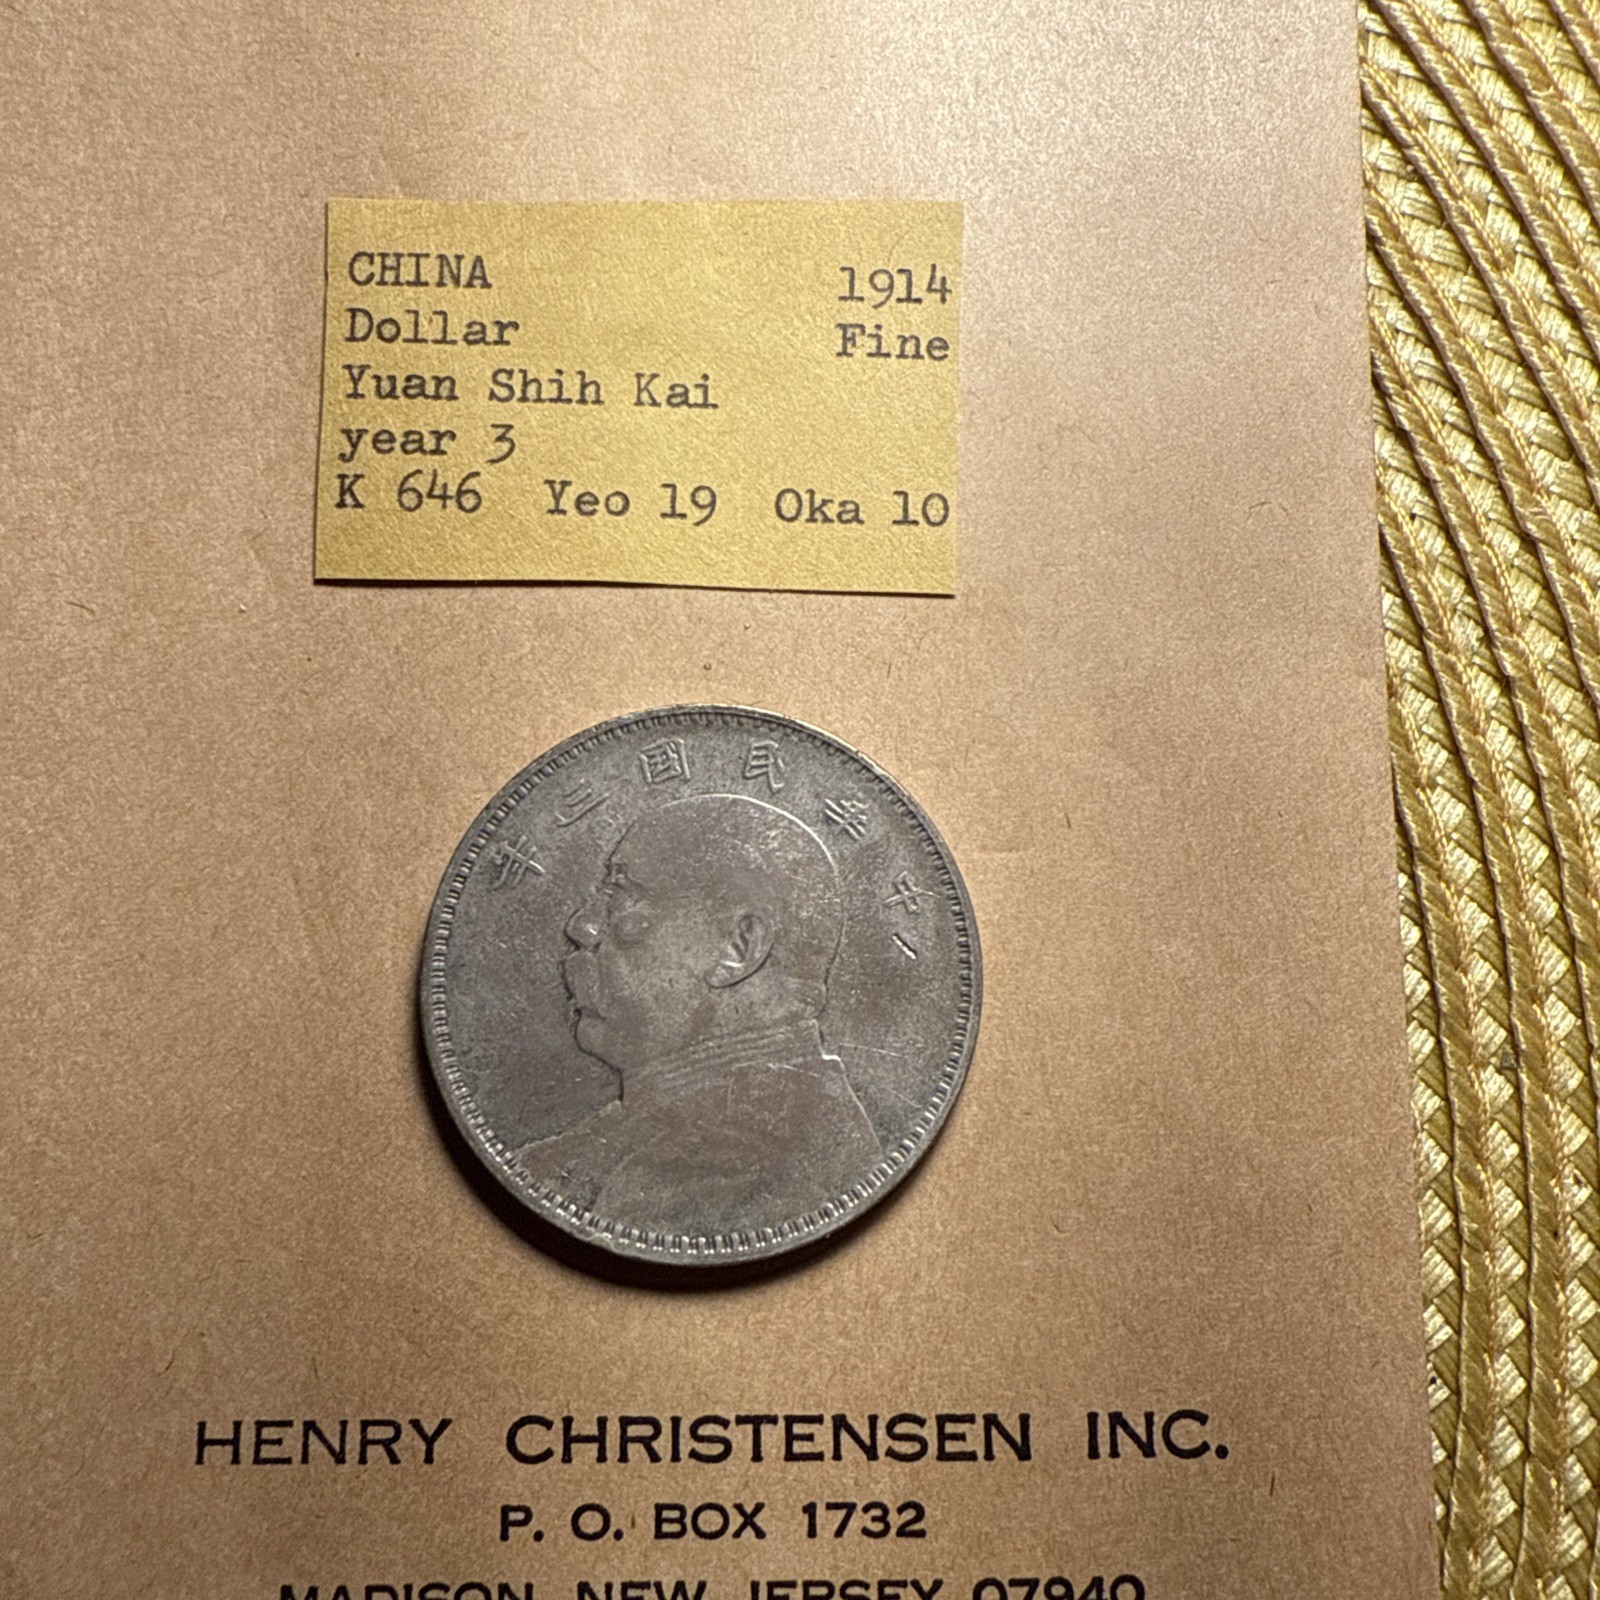 CHINA 1914
Dollar Fine
Yuan Shih Kai
year 3
K 646 Yeo 19 Oka 10
中華民國三年
HENRY CHRISTENSEN INC.
P. O. BOX 1732
MADISON NEW JERSEY 07940